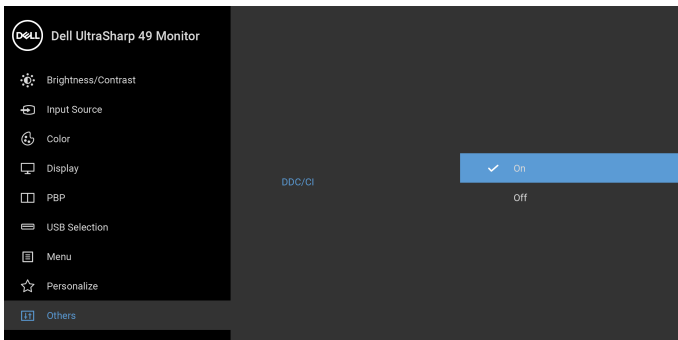 DELL Dell UltraSharp 49 Monitor
Brightness/Contrast
Input Source
Color
Display
PBP
USB Selection
Menu
Personalize
Others
DDC/CI
On
Off